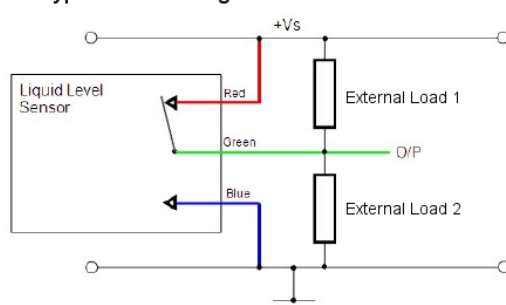 +Vs
Liquid Level
Sensor
Red
External Load 1
Green
O/P
Blue
External Load 2